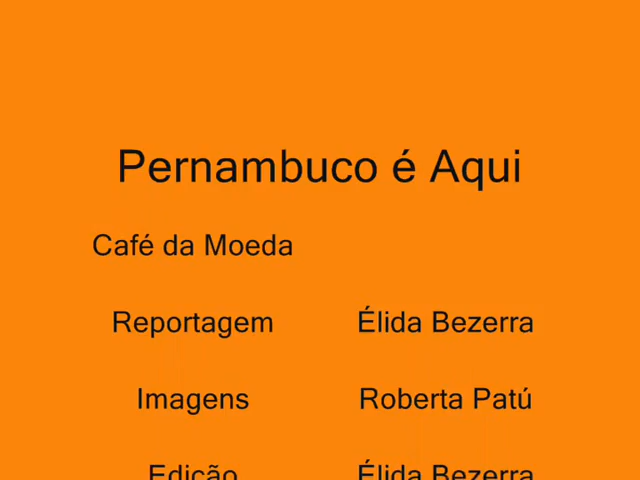 Pernambuco é Aqui
Café da Moeda
Reportagem Élida Bezerra
Imagens Roberta Patú
Edição Élida Bezerra